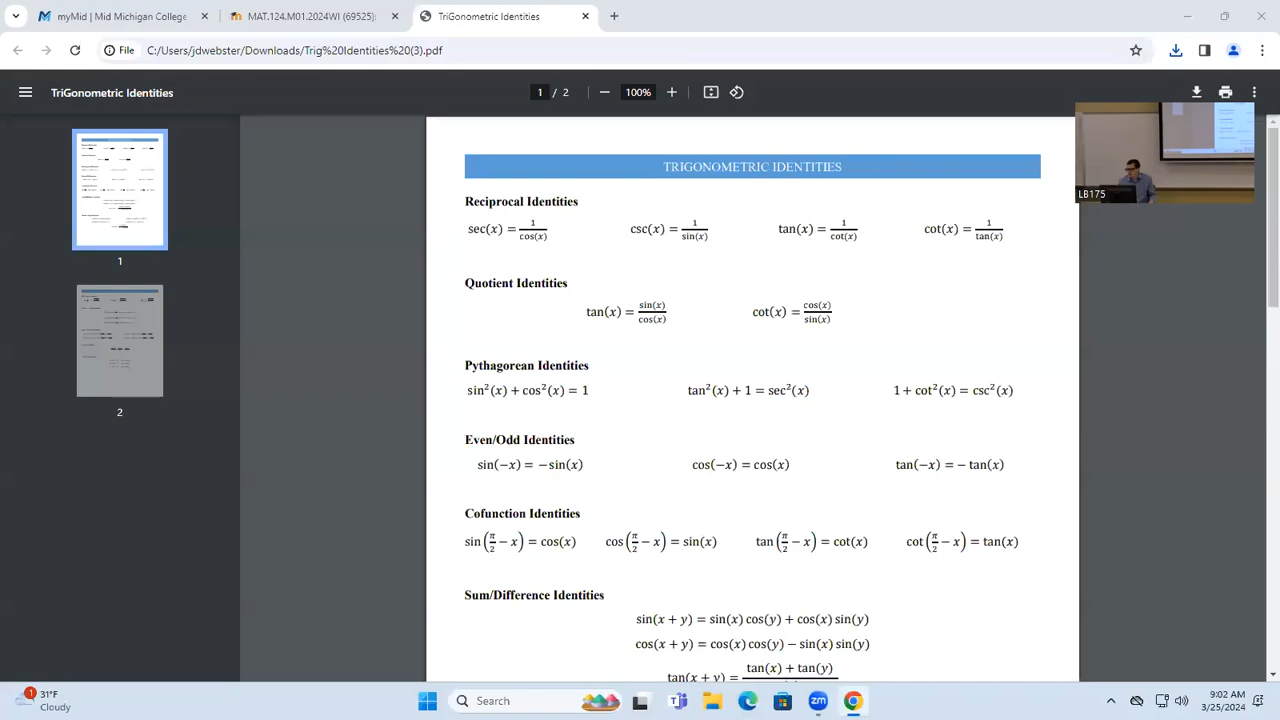 myMid | Mid Michigan College
MAT.124.M01.2024WI (69525):
TriGonometric Identities
File
C:/Users/jdwebster/Downloads/Trig%20Identities%20(3).pdf
TriGonometric Identities
1 / 2
100%
TRIGONOMETRIC IDENTITIES
LB175
Reciprocal Identities
sec(x) = 1/cos(x) csc(x) = 1/sin(x) tan(x) = 1/cot(x) cot(x) = 1/tan(x)
Quotient Identities
tan(x) = sin(x)/cos(x) cot(x) = cos(x)/sin(x)
Pythagorean Identities
sin²(x) + cos²(x) = 1 tan²(x) + 1 = sec²(x) 1 + cot²(x) = csc²(x)
Even/Odd Identities
sin(−x) = −sin(x) cos(−x) = cos(x) tan(−x) = − tan(x)
Cofunction Identities
sin(π/2 − x) = cos(x) cos(π/2 − x) = sin(x) tan(π/2 − x) = cot(x) cot(π/2 − x) = tan(x)
Sum/Difference Identities
sin(x + y) = sin(x) cos(y) + cos(x) sin(y)
cos(x + y) = cos(x) cos(y) − sin(x) sin(y)
tan(x + y) = tan(x) + tan(y)
1
2
1
31°F
Cloudy
Search
zm
9:02 AM
3/25/2024